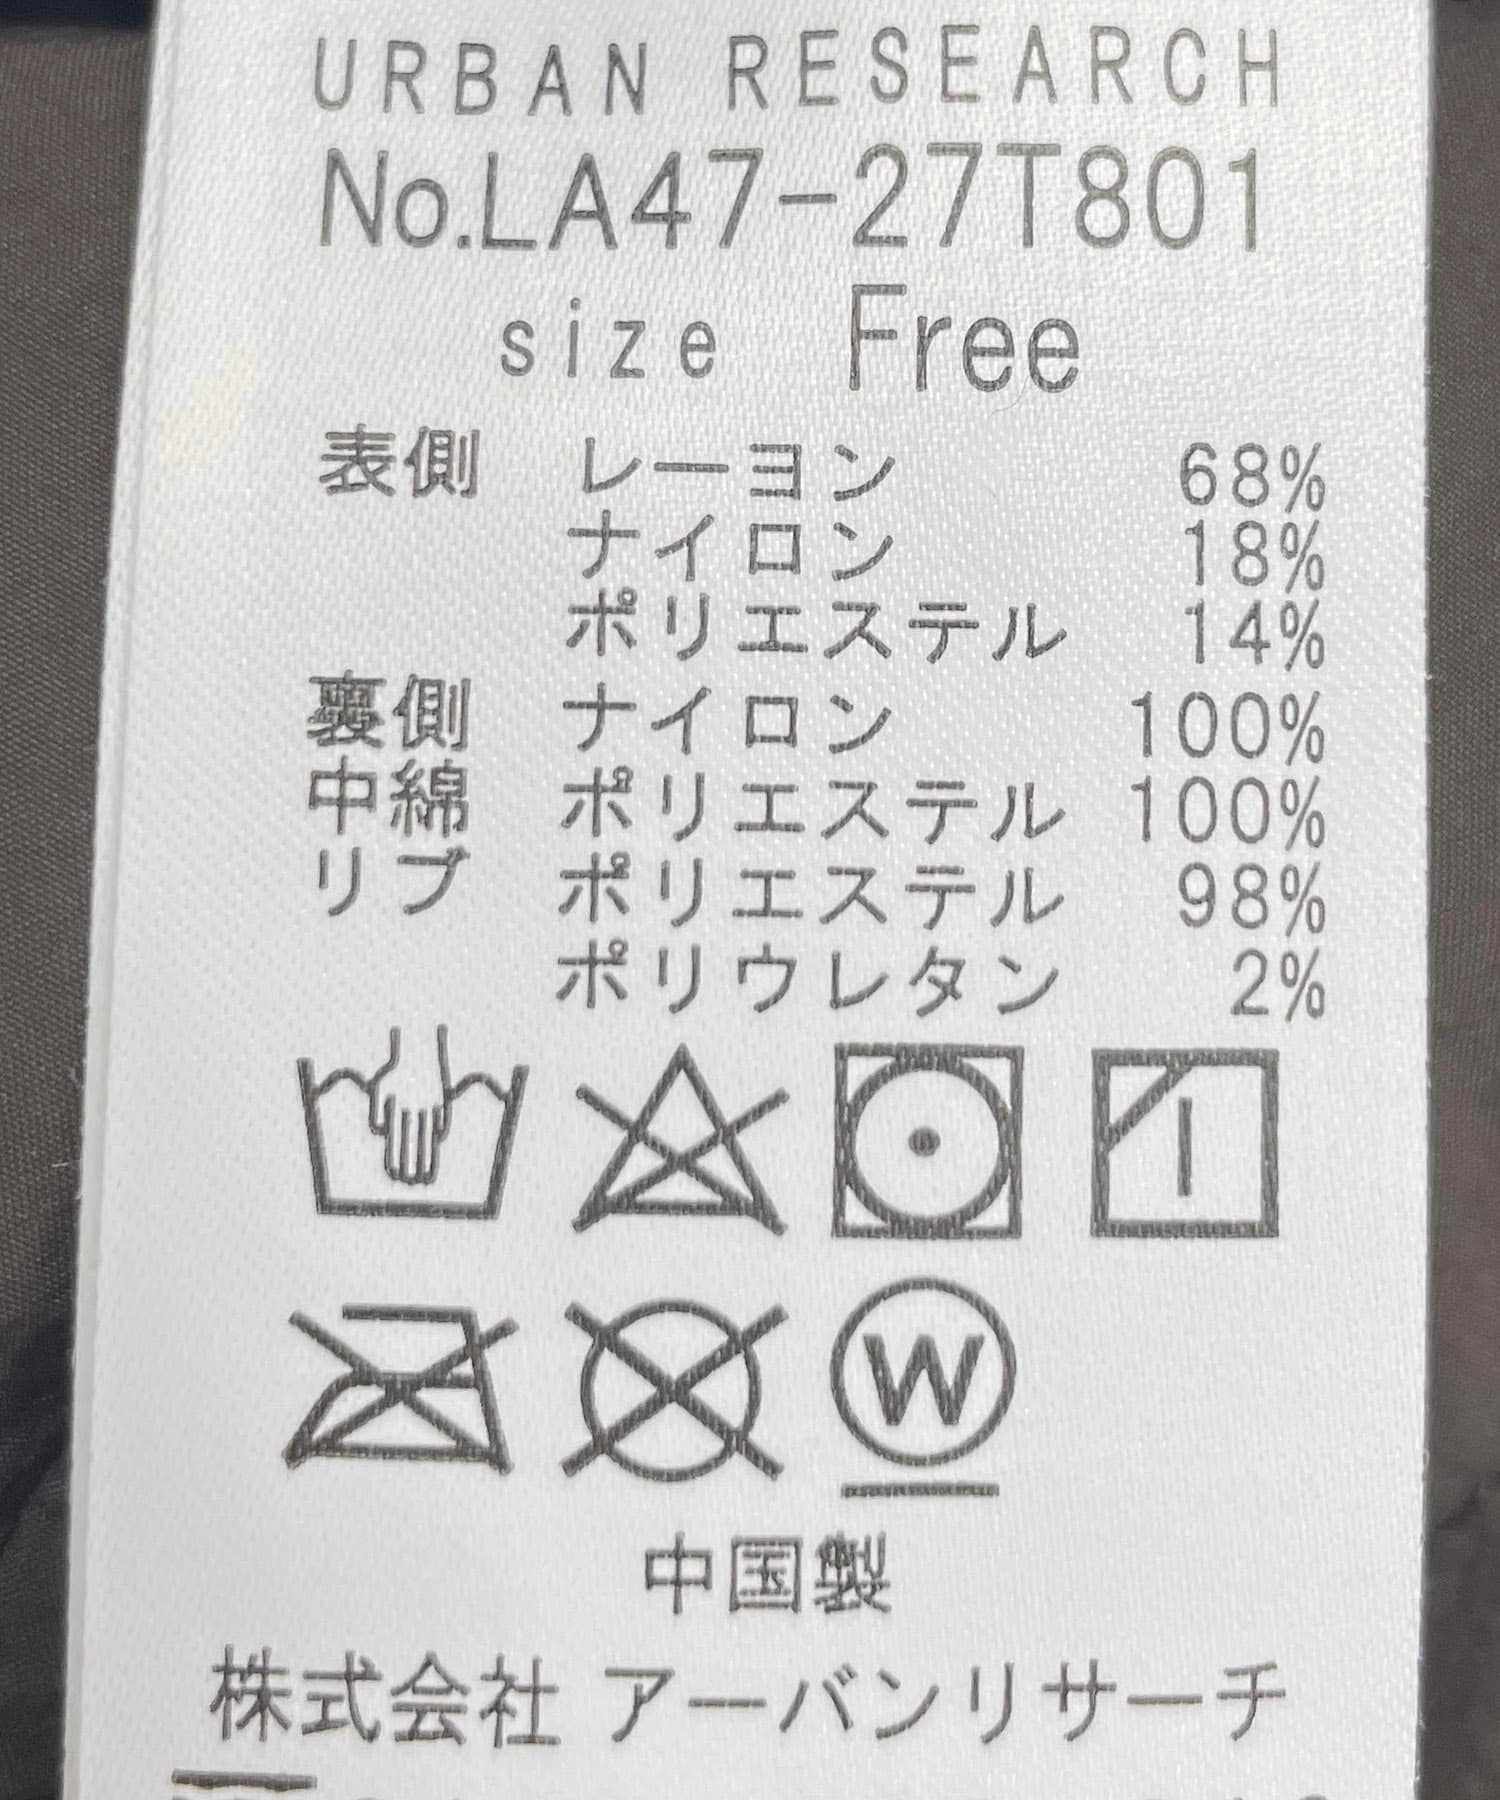 URBAN RESEARCH
No.LA47-27T801
size Free
表側 レーヨン 68%
ナイロン 18%
ポリエステル 14%
裏側 ナイロン 100%
中綿 ポリエステル 100%
リブ ポリエステル 98%
ポリウレタン 2%
W
中国製
株式会社 アーバンリサーチ